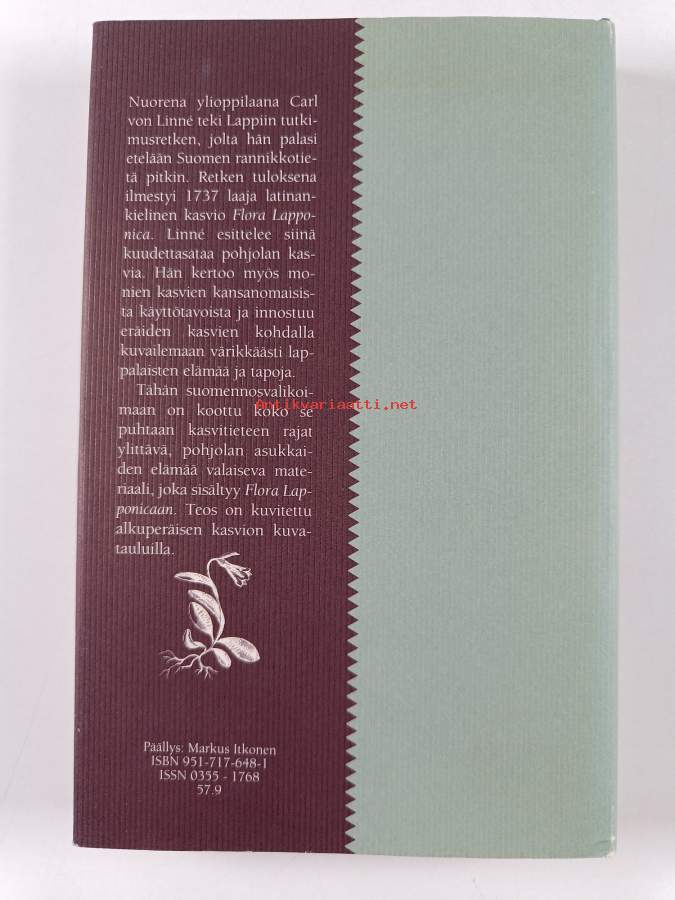 Nuorena ylioppilaana Carl
von Linné teki Lappiin tutki-
musretken, jolta hän palasi
etelään Suomen rannikkotie-
tä pitkin. Retken tuloksena
ilmestyi 1737 laaja latinan-
kielinen kasvio Flora Lappo-
nica. Linné esittelee siinä
kuudettasataa pohjolan kas-
via. Hän kertoo myös mo-
nien kasvien kansanomaisis-
ta käyttötavoista ja innostuu
eräiden kasvien kohdalla
kuvailemaan värikkäästi lap-
palaisten elämää ja tapoja.
Tähän suomennosvalikoi-
maan on koottu koko se
puhtaan kasvitieteen rajat
ylittävä, pohjolan asukkai-
den elämää valaiseva mate-
riaali, joka sisältyy Flora Lap-
ponicaan. Teos on kuvitettu
alkuperäisen kasvion kuva-
tauluilla.
Antikvariaatti.net
Päällys: Markus Itkonen
ISBN 951-717-648-1
ISSN 0355 - 1768
57.9